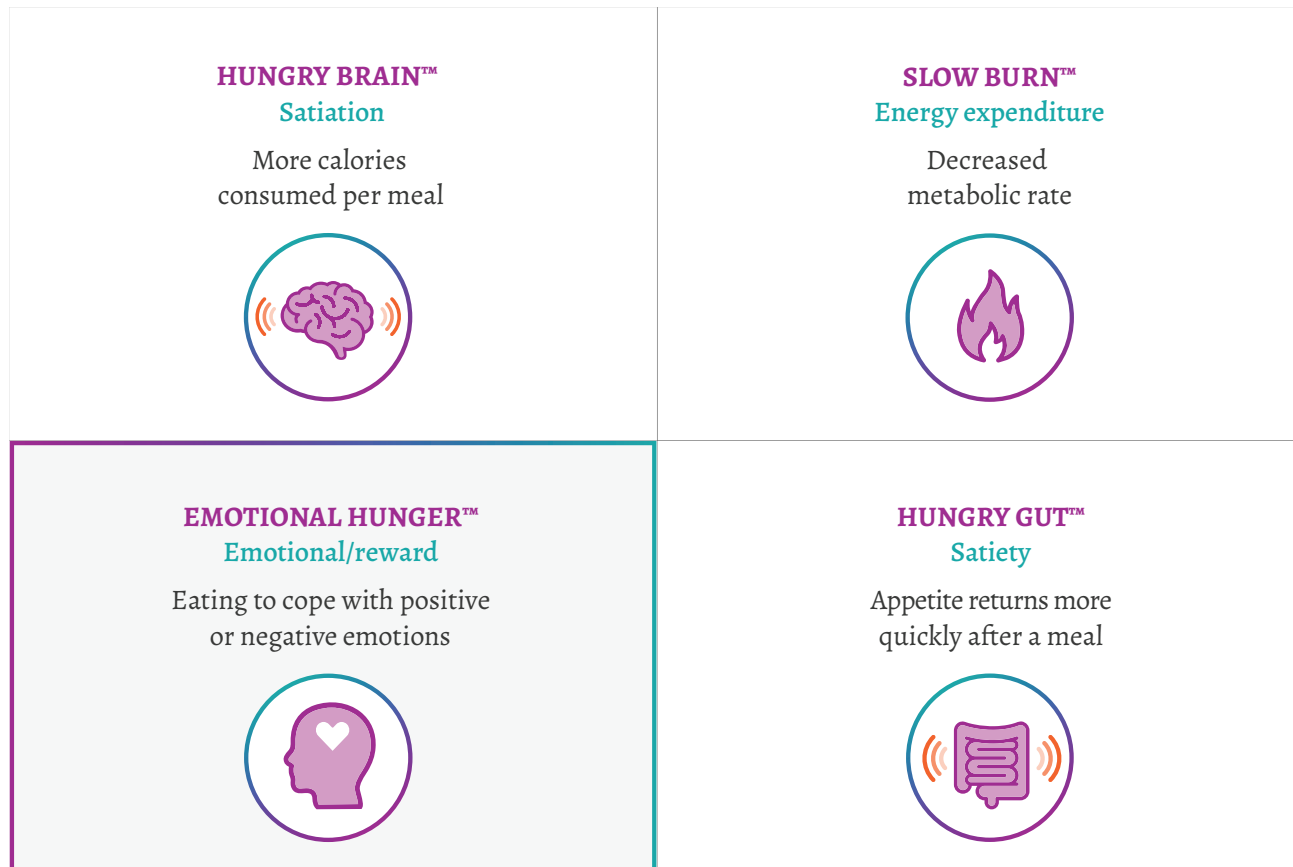 HUNGRY BRAIN™
Satiation
More calories
consumed per meal
SLOW BURN™
Energy expenditure
Decreased
metabolic rate
EMOTIONAL HUNGER™
Emotional/reward
Eating to cope with positive
or negative emotions
HUNGRY GUT™
Satiety
Appetite returns more
quickly after a meal